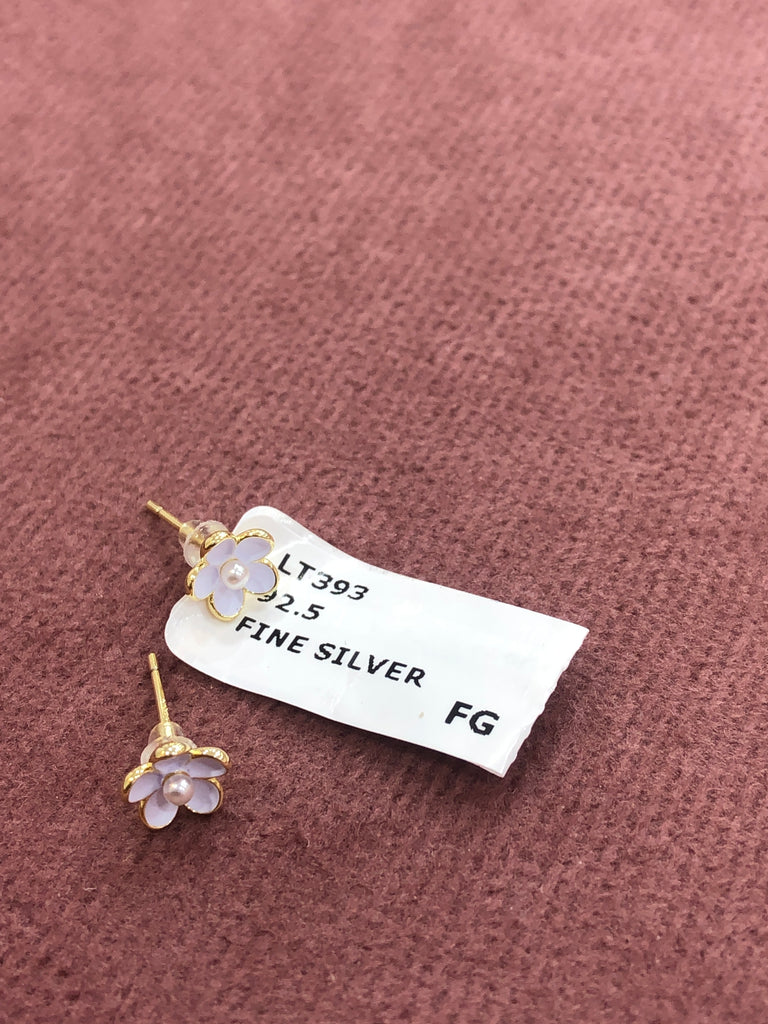 LT393
92.5
FINE SILVER
FG